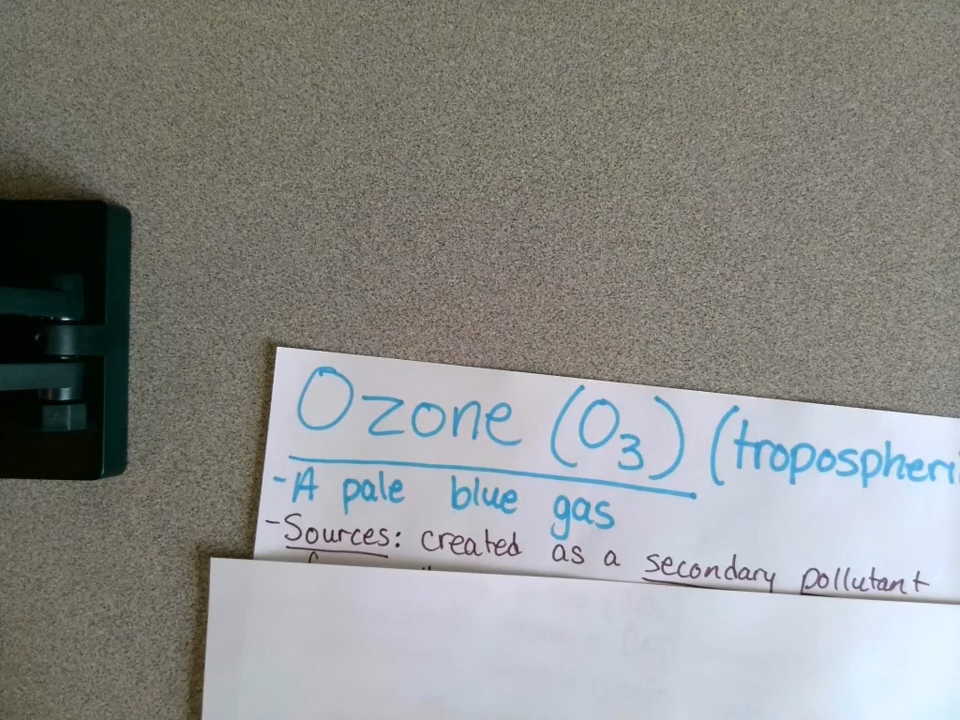 Ozone (O₃) (tropospheri
- A pale blue gas
- Sources: created as a secondary pollutant